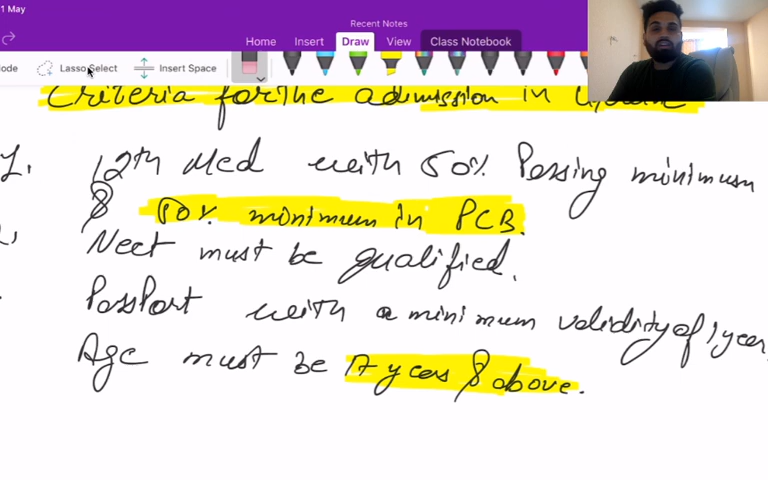 1 May
Recent Notes
Home Insert Draw View Class Notebook
ode Lasso Select Insert Space
Criteria for the admission in
1. 12th Med with 50% Passing minimum
& 50% minimum in PCB.
Neet must be qualified.
Passport with a minimum validity of 1 year
Age must be 17 years & above.